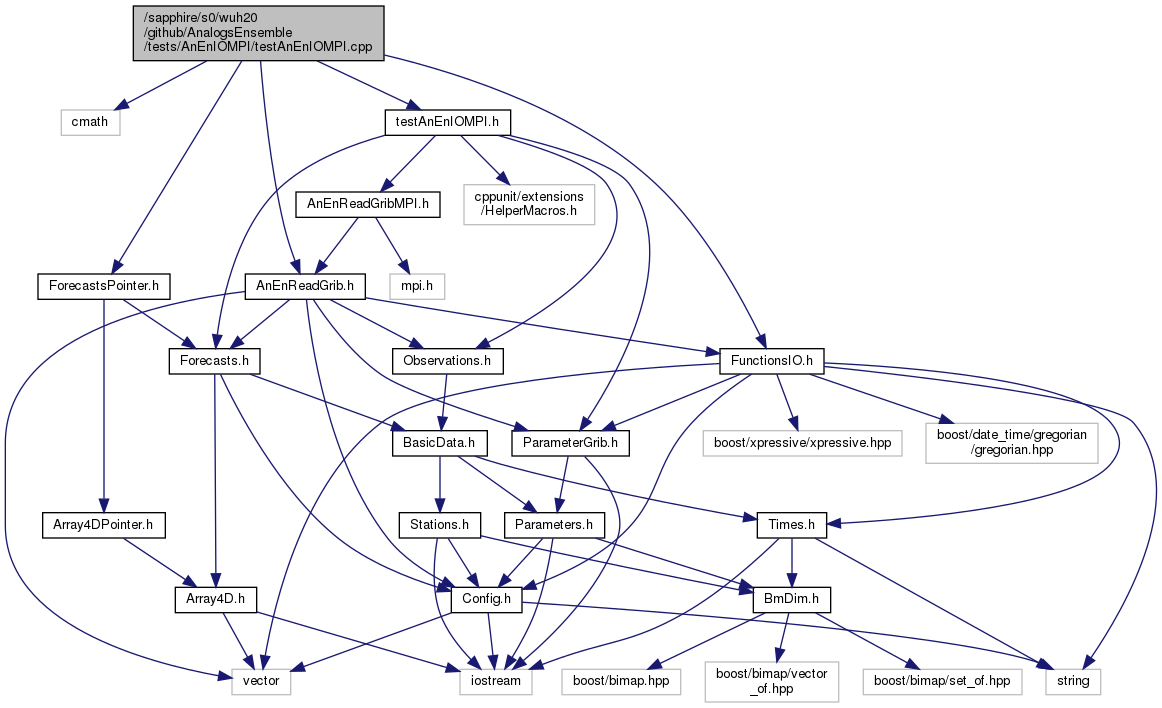 /sapphire/s0/wuh20
/github/AnalogsEnsemble
/tests/AnEnIOMPI/testAnEnIOMPI.cpp
cmath
testAnEnIOMPI.h
AnEnReadGribMPI.h
cppunit/extensions
/HelperMacros.h
ForecastsPointer.h
AnEnReadGrib.h
mpi.h
Forecasts.h
Observations.h
FunctionsIO.h
BasicData.h
ParameterGrib.h
boost/xpressive/xpressive.hpp
boost/date_time/gregorian
/gregorian.hpp
Array4DPointer.h
Stations.h
Parameters.h
Times.h
Array4D.h
Config.h
BmDim.h
vector
iostream
boost/bimap.hpp
boost/bimap/vector
_of.hpp
boost/bimap/set_of.hpp
string